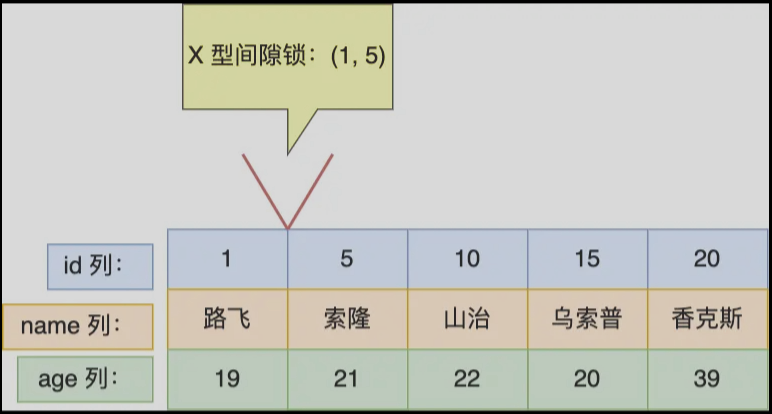 X 型间隙锁：(1, 5)
id 列： 1 5 10 15 20
name 列： 路飞 索隆 山治 乌索普 香克斯
age 列： 19 21 22 20 39